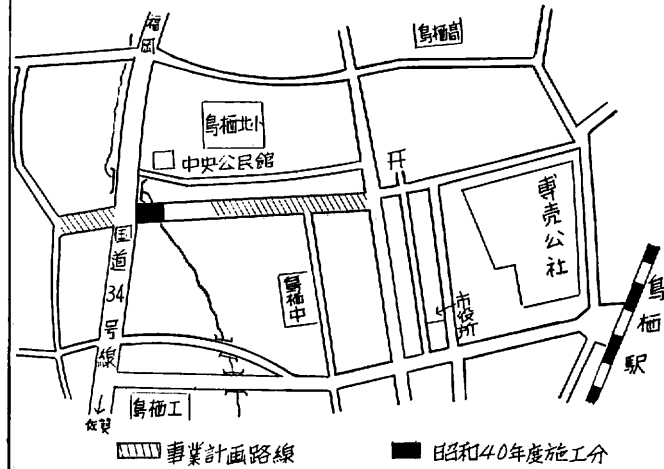 福岡
鳥栖高
鳥栖北小
中央公民館
専売公社
国道34号線
鳥栖中
市役所
鳥栖駅
鳥栖工
佐賀
事業計画路線
昭和40年度施工分